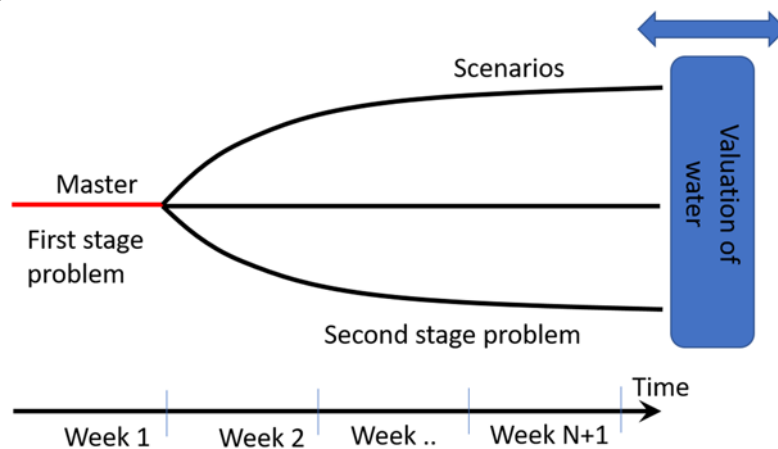 Scenarios
Master
First stage
problem
Second stage problem
Valuation of
water
Time
Week 1
Week 2
Week ..
Week N+1